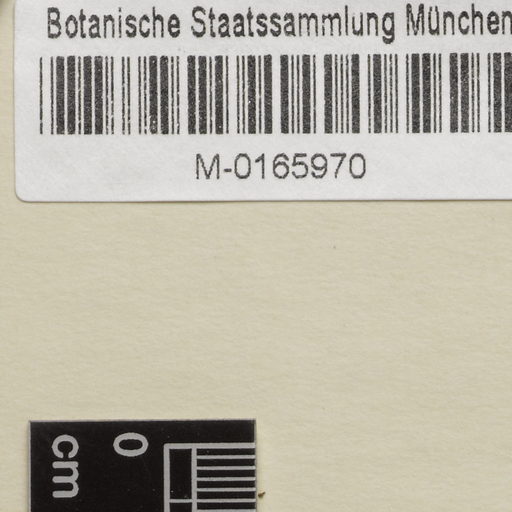 Botanische Staatssammlung München
M-0165970
0
cm